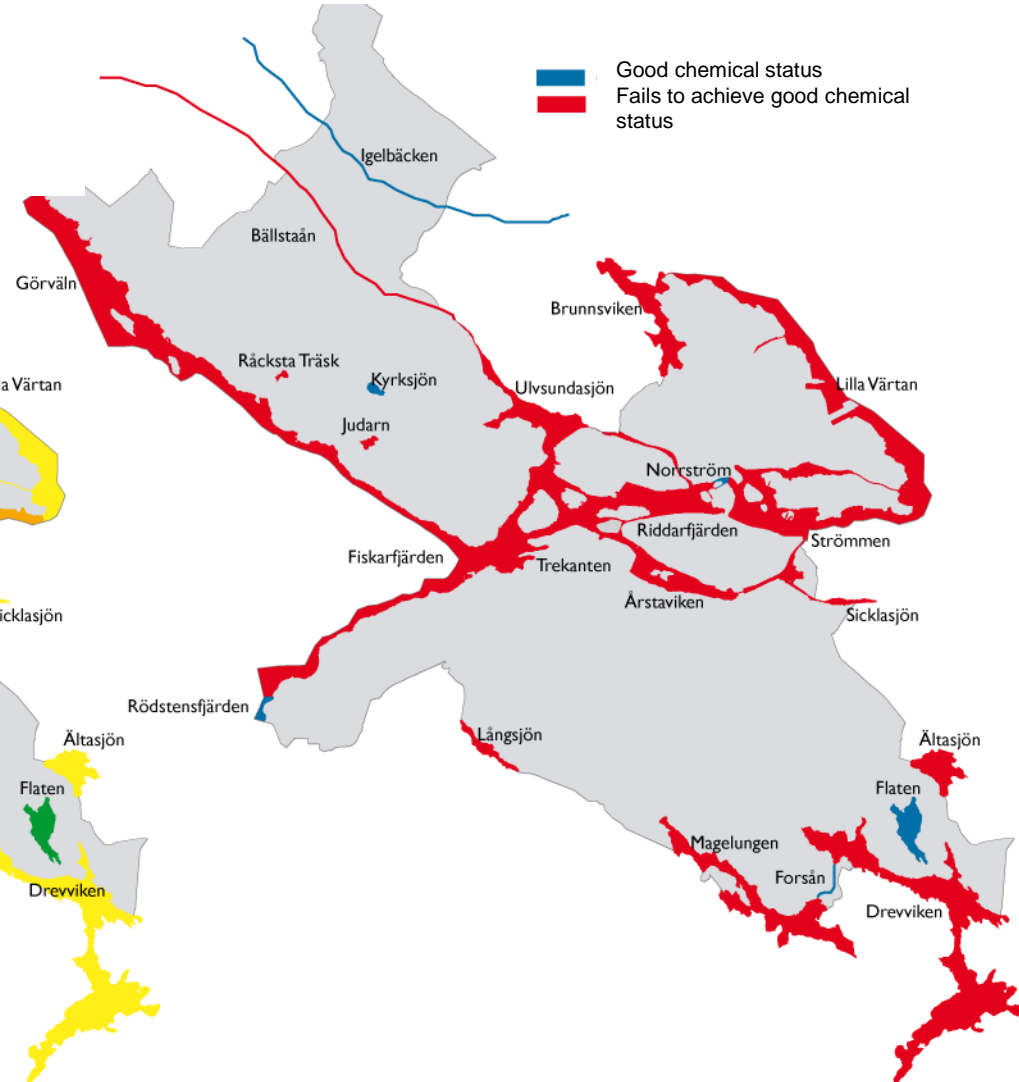 Good chemical status
Fails to achieve good chemical
status
Igelbäcken
Bällstaån
Görväln
Brunnsviken
Råcksta Träsk
Kyrksjön
a Värtan
Ulvsundasjön
Lilla Värtan
Judarn
Norrström
Riddarfjärden
Strömmen
Fiskarfjärden
Trekanten
Årstaviken
icklasjön
Sicklasjön
Rödstensfjärden
Långsjön
Ältasjön
Ältasjön
Flaten
Flaten
Magelungen
Forsån
Drevviken
Drevviken